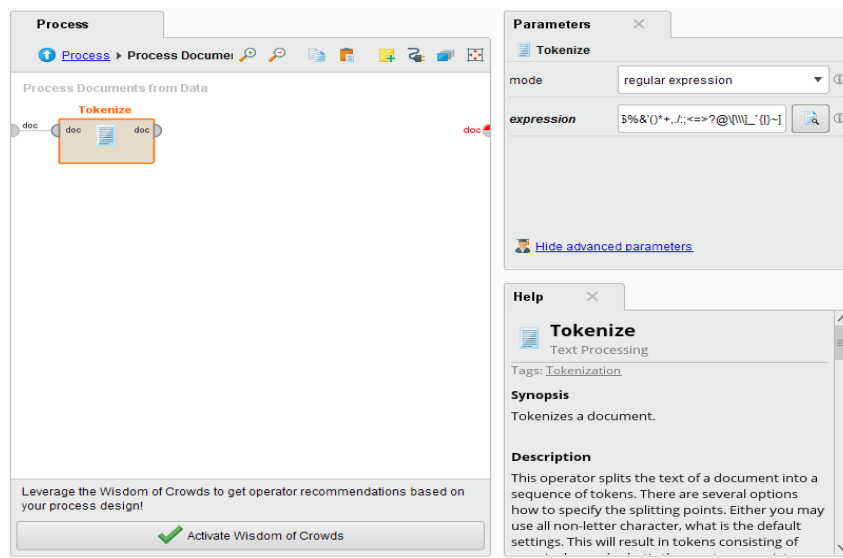 Process
Process ▸ Process Documer
Process Documents from Data
Tokenize
doc
doc
doc
doc
Leverage the Wisdom of Crowds to get operator recommendations based on
your process design!
Activate Wisdom of Crowds
Parameters
Tokenize
mode
regular expression
expression
$%&'()*+,./:;<=>?@\[\\\]_`{|}~]
Hide advanced parameters
Help
Tokenize
Text Processing
Tags: Tokenization
Synopsis
Tokenizes a document.
Description
This operator splits the text of a document into a
sequence of tokens. There are several options
how to specify the splitting points. Either you may
use all non-letter character, what is the default
settings. This will result in tokens consisting of